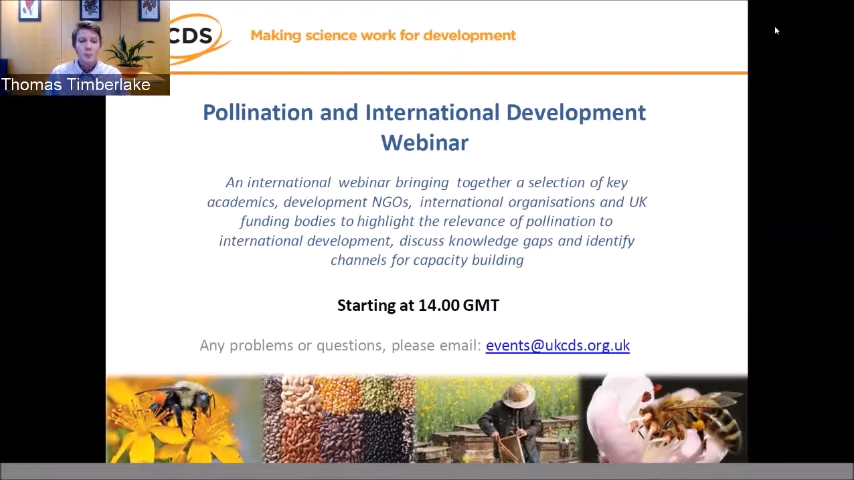 CDS
Making science work for development
Thomas Timberlake
Pollination and International Development
Webinar
An international webinar bringing together a selection of key
academics, development NGOs, international organisations and UK
funding bodies to highlight the relevance of pollination to
international development, discuss knowledge gaps and identify
channels for capacity building
Starting at 14.00 GMT
Any problems or questions, please email: events@ukcds.org.uk